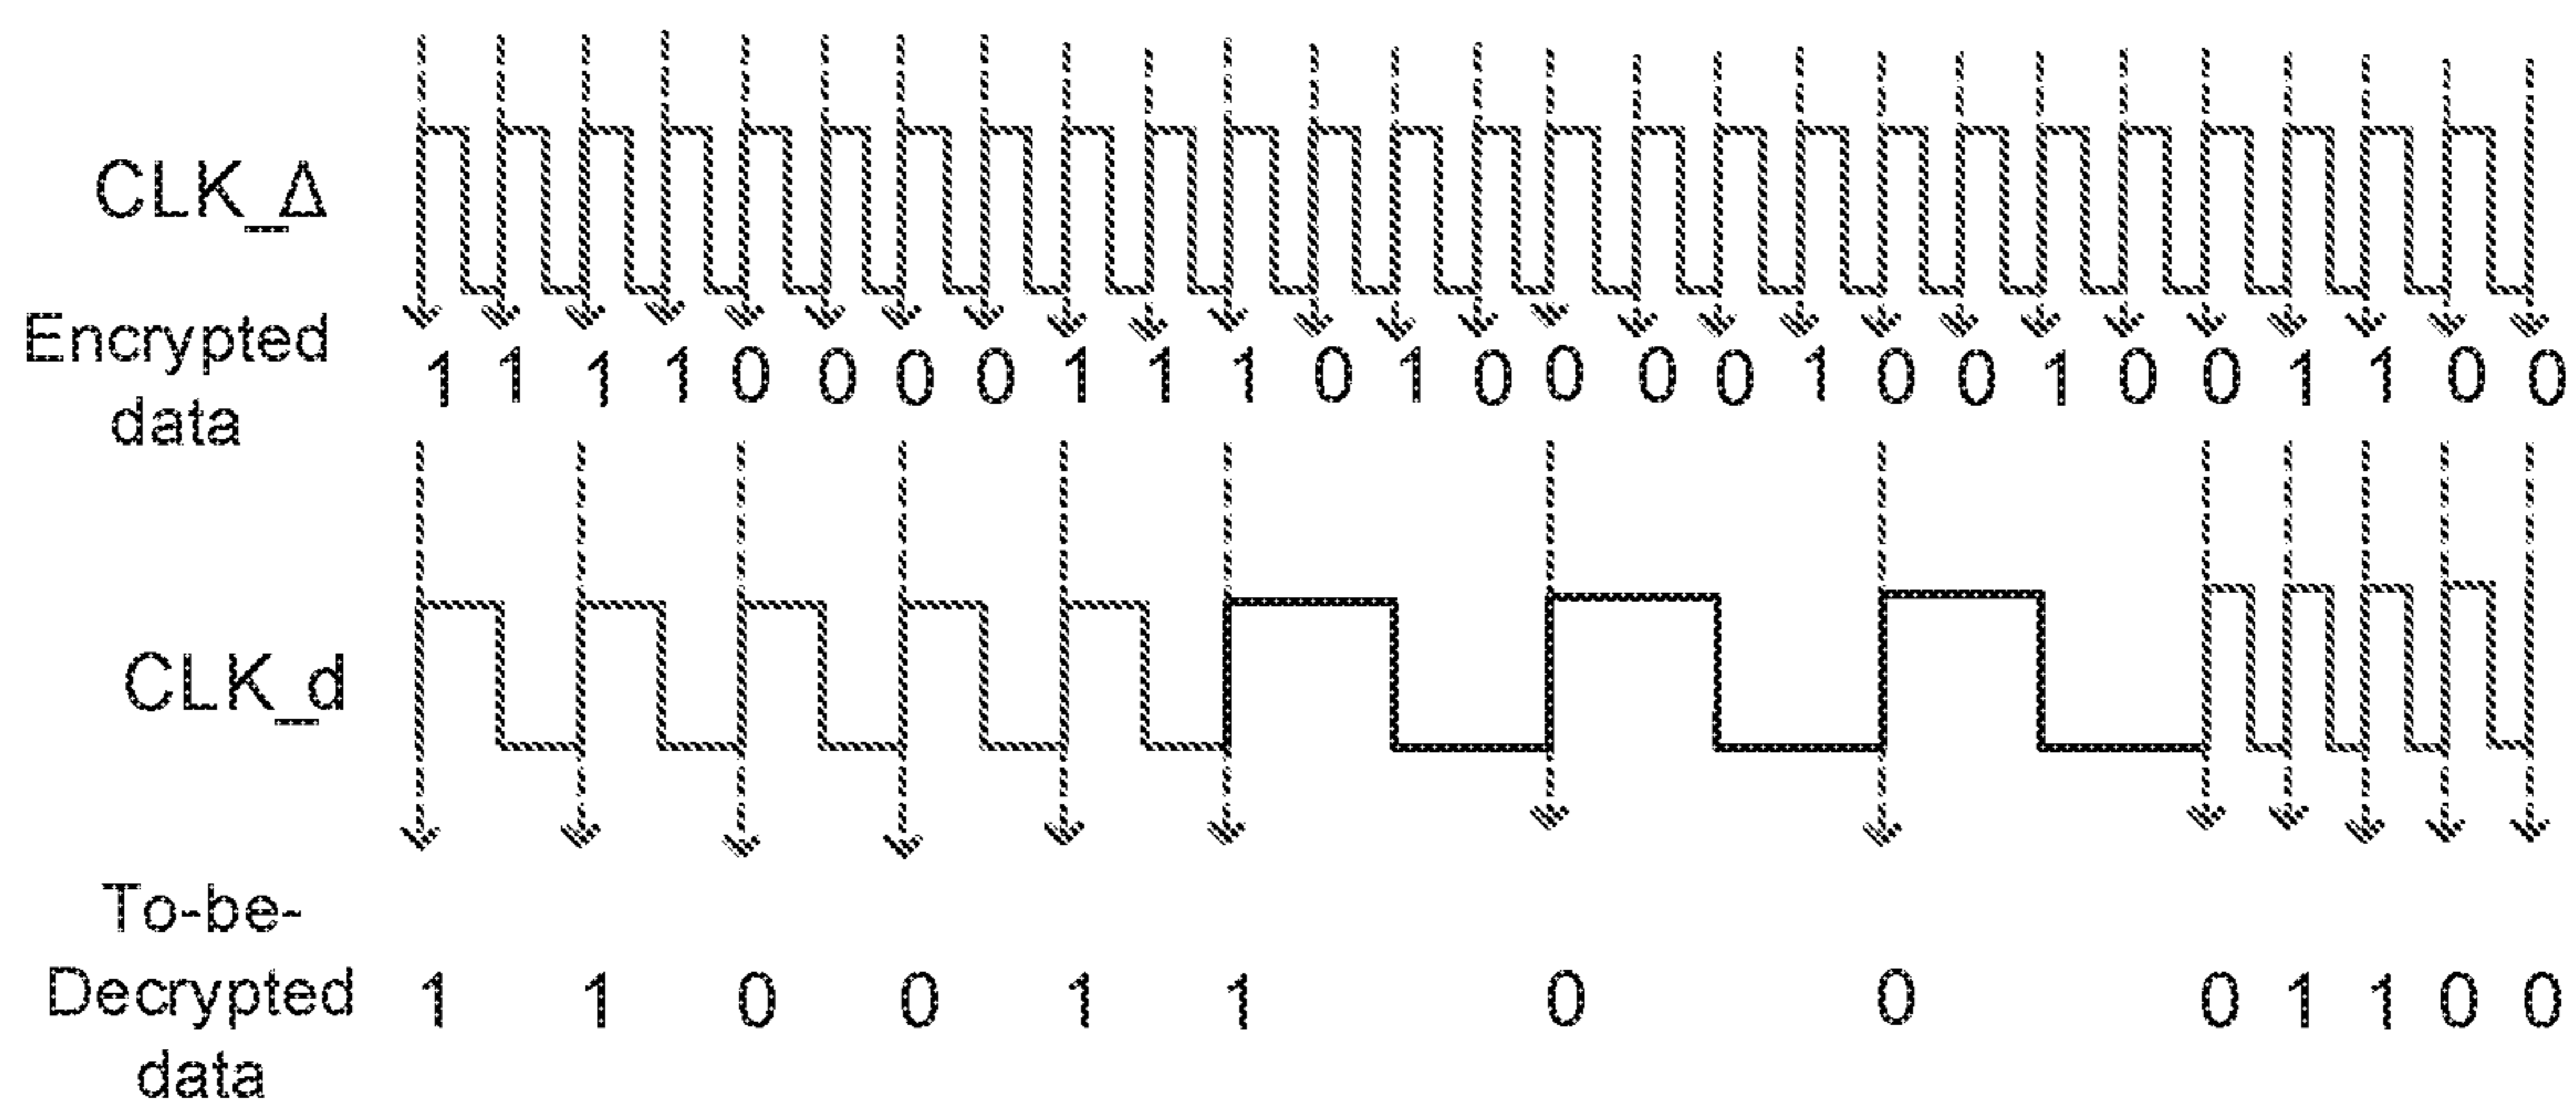 CLK_Δ
Encrypted
data
1 1 1 1 0 0 0 0 1 1 1 0 1 0 0 0 0 1 0 0 1 0 0 1 1 0 0
CLK_d
To-be-
Decrypted
data
1 1 0 0 1 1 0 0 0 1 1 0 0